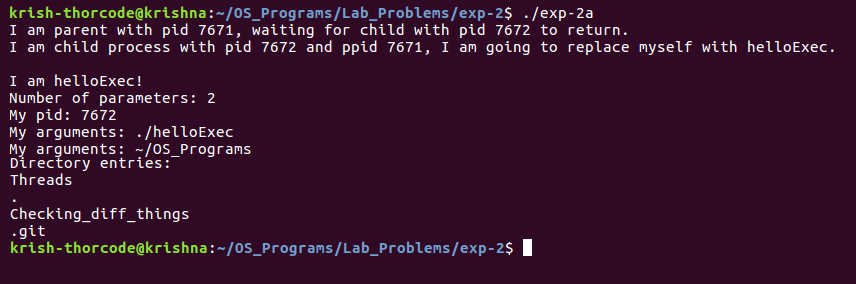 krish-thorcode@krishna:~/OS_Programs/Lab_Problems/exp-2$ ./exp-2a
I am parent with pid 7671, waiting for child with pid 7672 to return.
I am child process with pid 7672 and ppid 7671, I am going to replace myself with helloExec.
I am helloExec!
Number of parameters: 2
My pid: 7672
My arguments: ./helloExec
My arguments: ~/OS_Programs
Directory entries:
Threads
.
Checking_diff_things
.git
krish-thorcode@krishna:~/OS_Programs/Lab_Problems/exp-2$